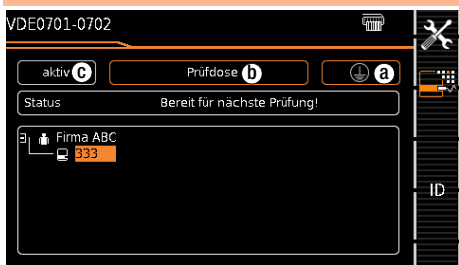 VDE0701-0702
aktiv c
Prüfdose b
a
Status Bereit für nächste Prüfung!
Firma ABC
333
ID